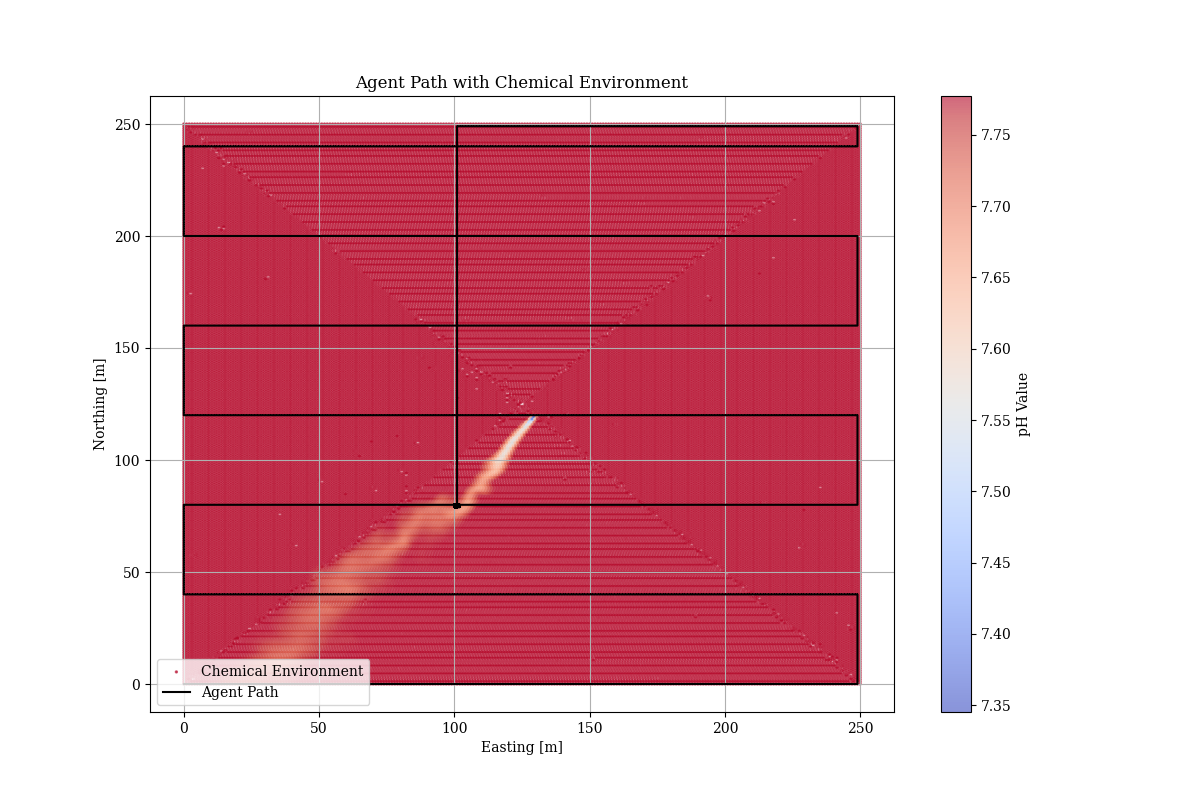 Agent Path with Chemical Environment
250
200
150
100
50
0
Northing [m]
0 50 100 150 200 250
Easting [m]
Chemical Environment
Agent Path
7.75
7.70
7.65
7.60
7.55
7.50
7.45
7.40
7.35
pH Value